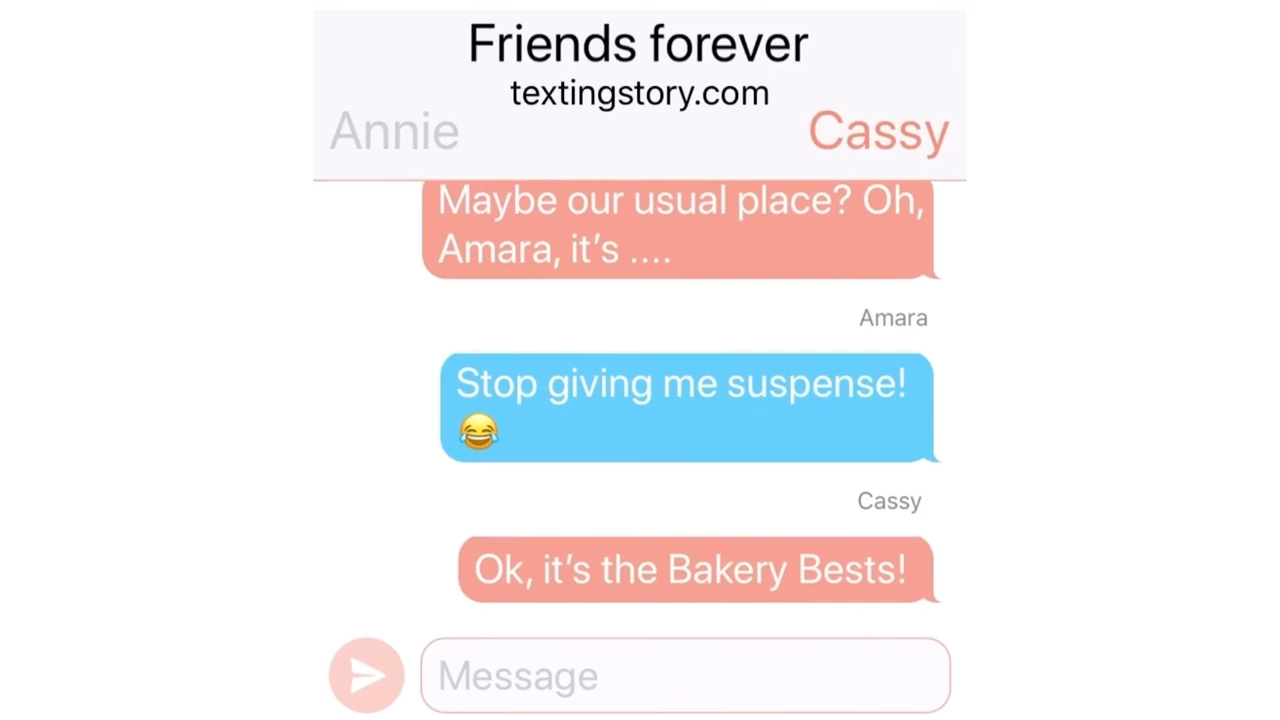 Friends forever
textingstory.com
Annie
Cassy
Maybe our usual place? Oh,
Amara, it’s ....
Amara
Stop giving me suspense!
😂
Cassy
Ok, it’s the Bakery Bests!
Message